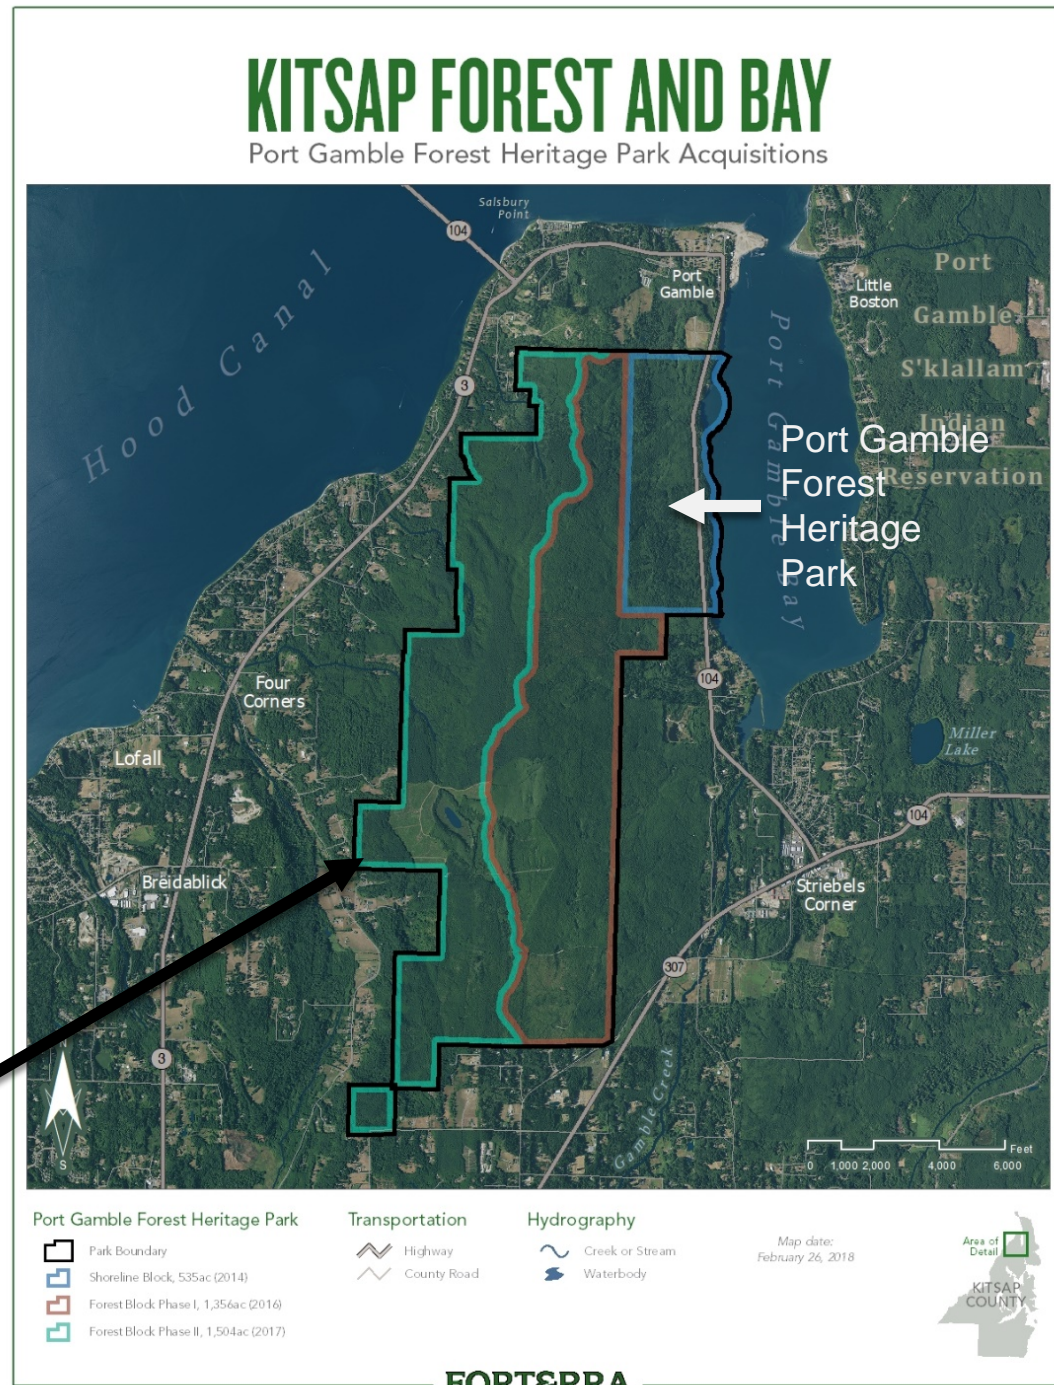 KITSAP FOREST AND BAY
Port Gamble Forest Heritage Park Acquisitions
Salsbury
Point
104
Port
Gamble
Little
Boston
Port
Gamble
S'klallam
Indian
Reservation
Hood Canal
3
Port Gamble Bay
Port Gamble
Forest
Heritage
Park
Four
Corners
Lofall
104
Miller
Lake
104
Breidablick
Striebels
Corner
307
3
Gamble Creek
S
Feet
0 1,000 2,000 4,000 6,000
Port Gamble Forest Heritage Park
Park Boundary
Shoreline Block, 535ac (2014)
Forest Block Phase I, 1,356ac (2016)
Forest Block Phase II, 1,504ac (2017)
Transportation
Highway
County Road
Hydrography
Creek or Stream
Waterbody
Map date:
February 26, 2018
Area of
Detail
KITSAP
COUNTY
FORTERRA